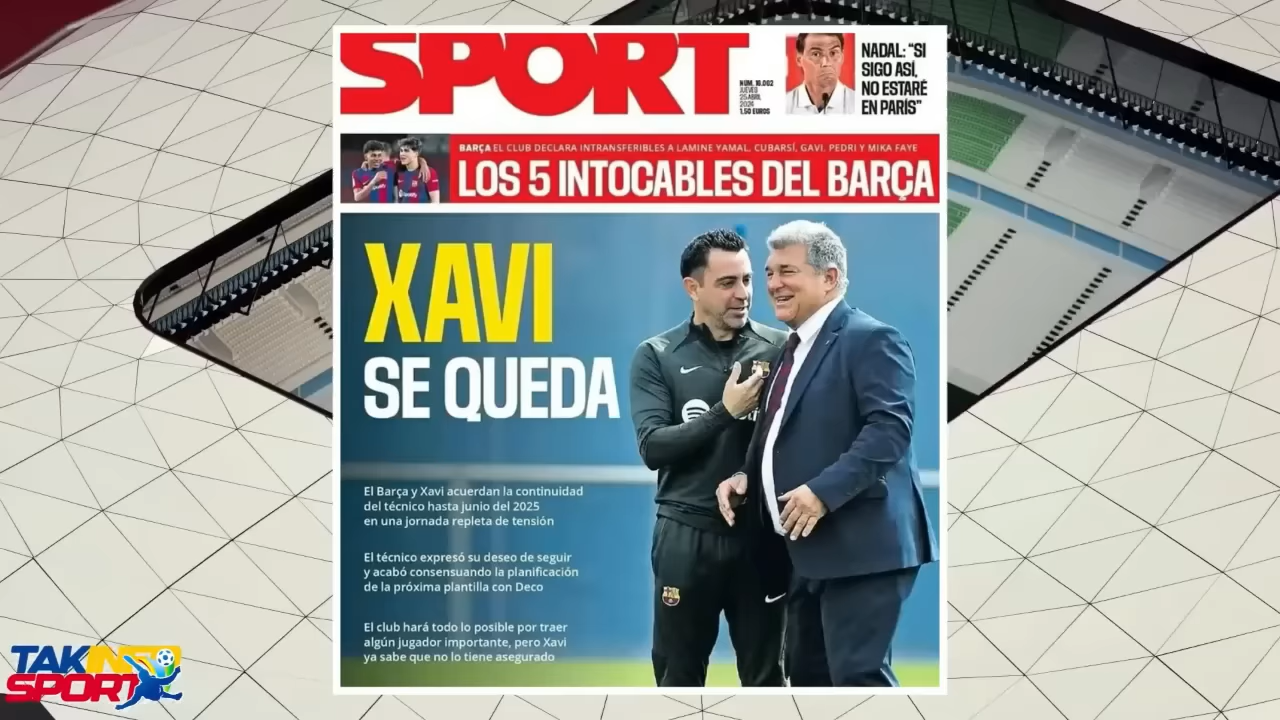 SPORT
NÚM. 16.002
JUEVES
25 ABRIL
2024
1,50 EUROS
NADAL: “SI
SIGO ASÍ,
NO ESTARÉ
EN PARÍS”
BARÇA EL CLUB DECLARA INTRANSFERIBLES A LAMINE YAMAL, CUBARSÍ, GAVI, PEDRI Y MIKA FAYE
LOS 5 INTOCABLES DEL BARÇA
XAVI
SE QUEDA
El Barça y Xavi acuerdan la continuidad
del técnico hasta junio del 2025
en una jornada repleta de tensión
El técnico expresó su deseo de seguir
y acabó consensuando la planificación
de la próxima plantilla con Deco
El club hará todo lo posible por traer
algún jugador importante, pero Xavi
ya sabe que no lo tiene asegurado
TAKINFO
SPORT